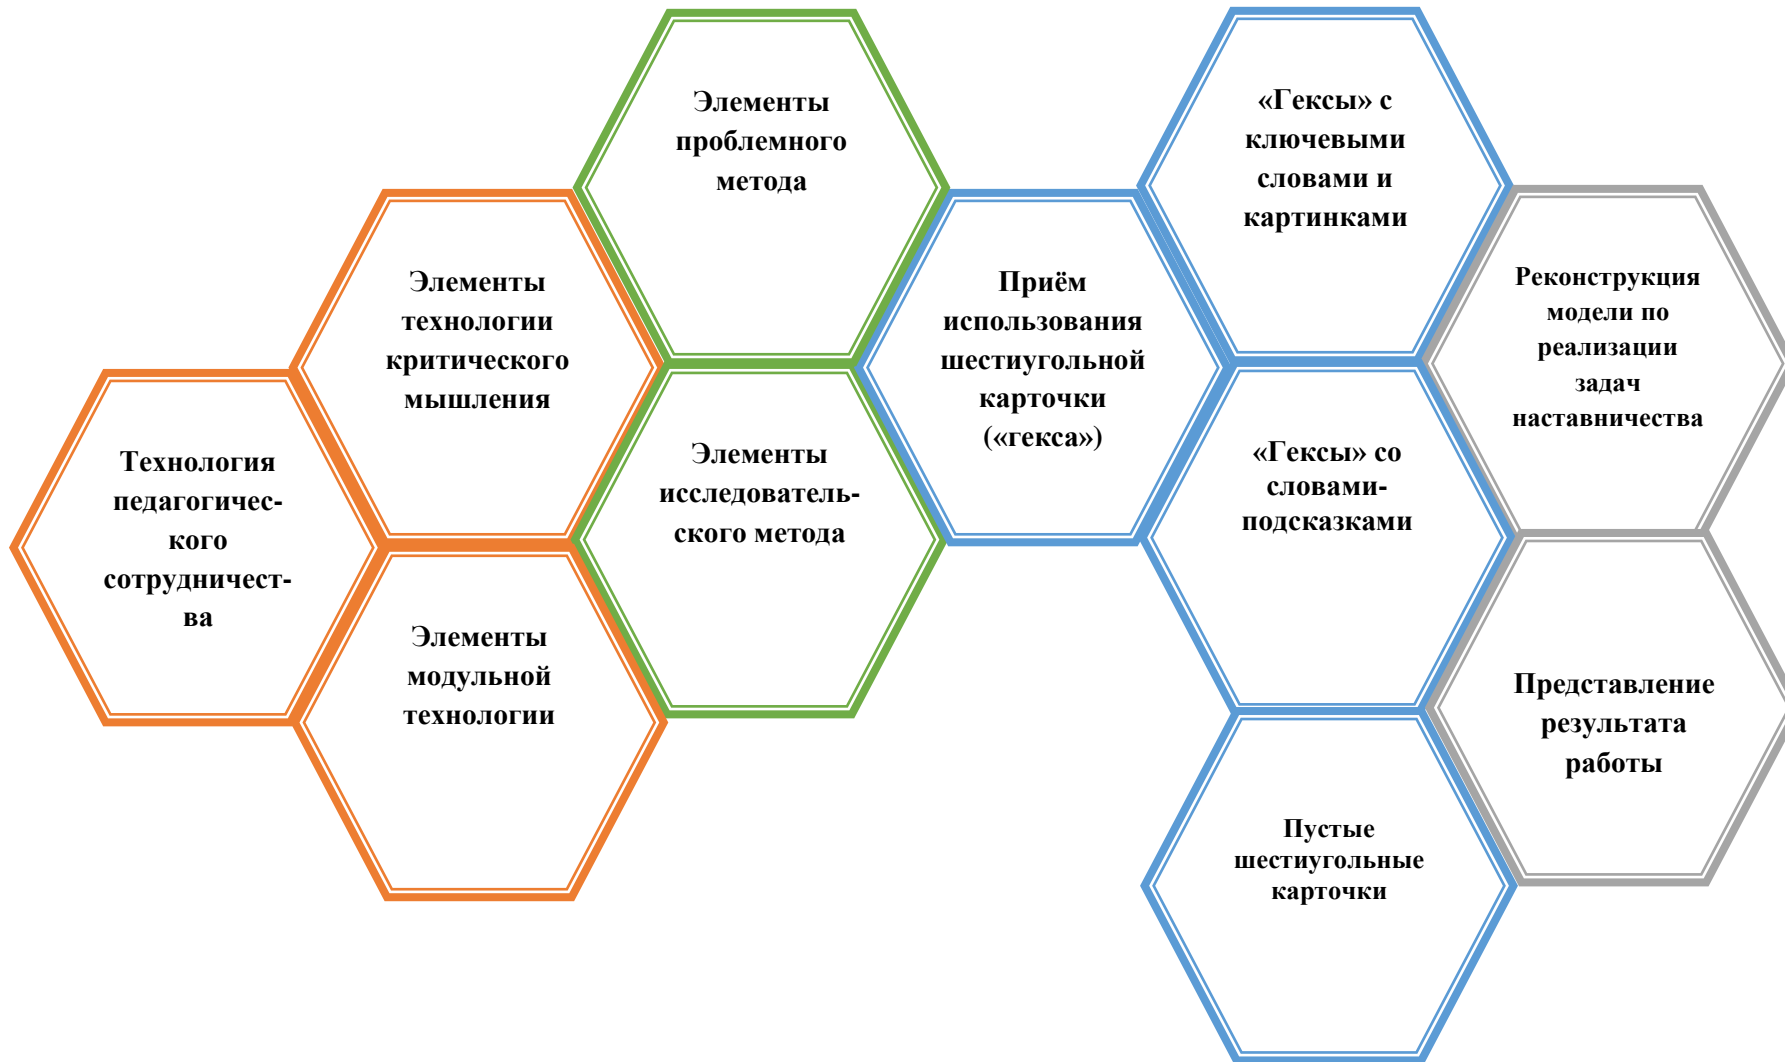 Технология
педагогичес-
кого
сотрудничест-
ва
Элементы
технологии
критического
мышления
Элементы
модульной
технологии
Элементы
проблемного
метода
Элементы
исследователь-
ского метода
Приём
использования
шестиугольной
карточки
(«гекса»)
«Гексы» с
ключевыми
словами и
картинками
«Гексы» со
словами-
подсказками
Пустые
шестиугольные
карточки
Реконструкция
модели по
реализации
задач
наставничества
Представление
результата
работы